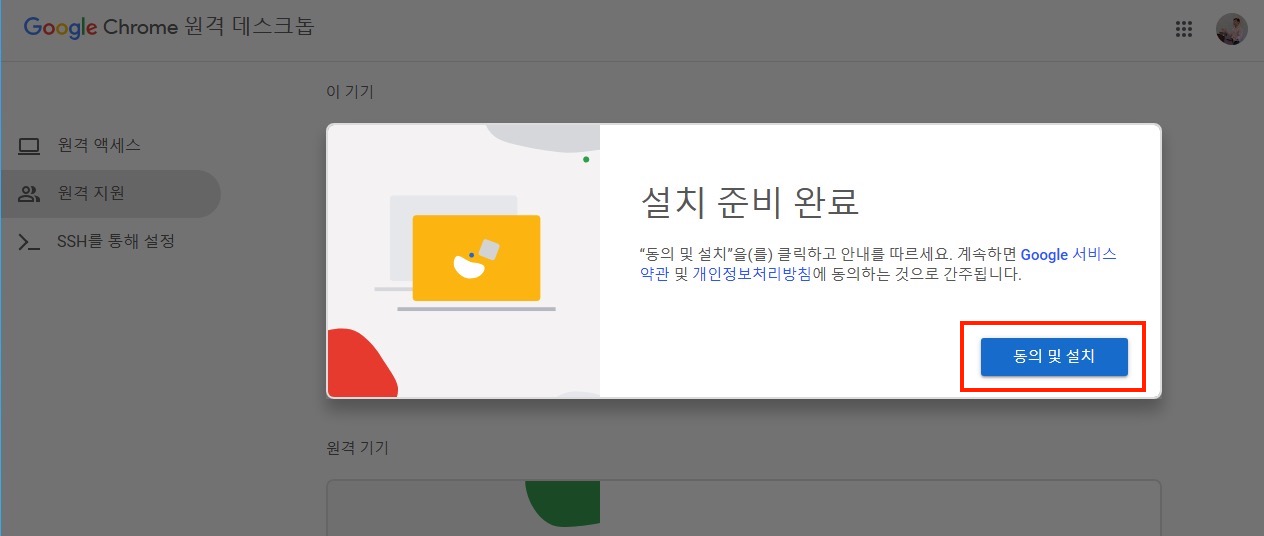 Google Chrome 원격 데스크톱
이 기기
원격 액세스
원격 지원
SSH를 통해 설정
설치 준비 완료
“동의 및 설치”을(를) 클릭하고 안내를 따르세요. 계속하면 Google 서비스
약관 및 개인정보처리방침에 동의하는 것으로 간주됩니다.
동의 및 설치
원격 기기